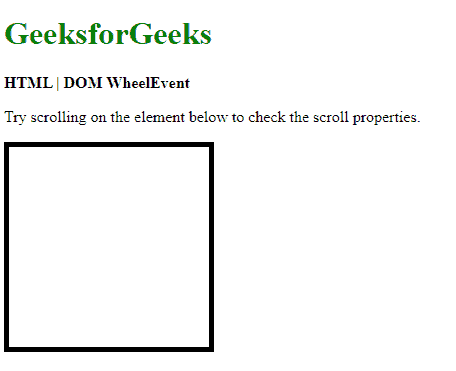 GeeksforGeeks
HTML | DOM WheelEvent
Try scrolling on the element below to check the scroll properties.